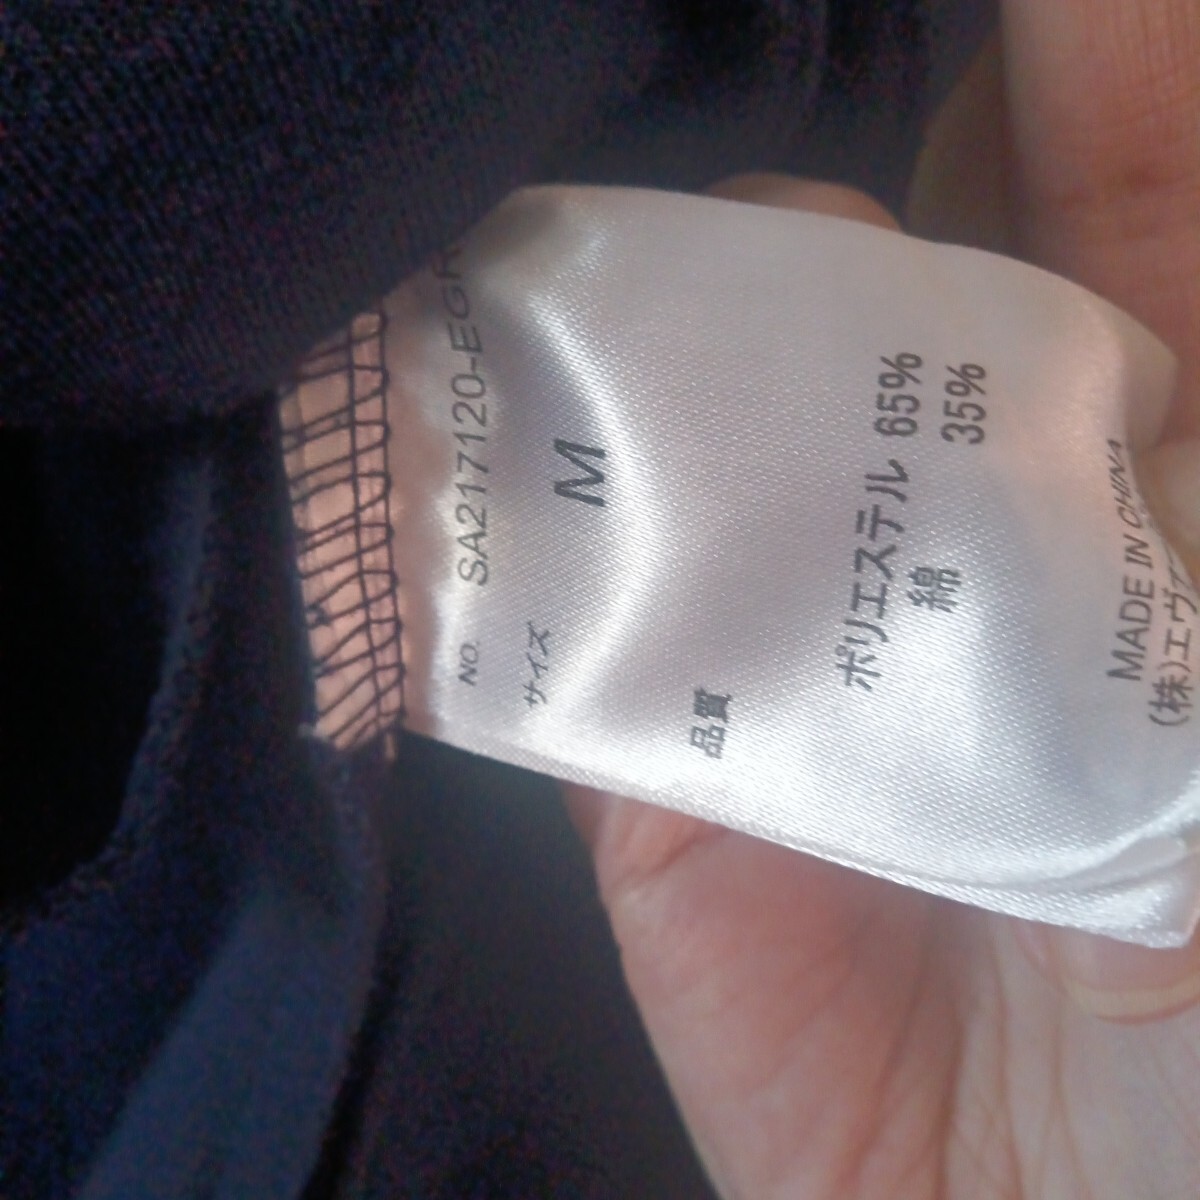 NO. SA217120-EGR
サイズ M
品質
ポリエステル 65%
綿 35%
MADE IN CHINA
(株)エヴ